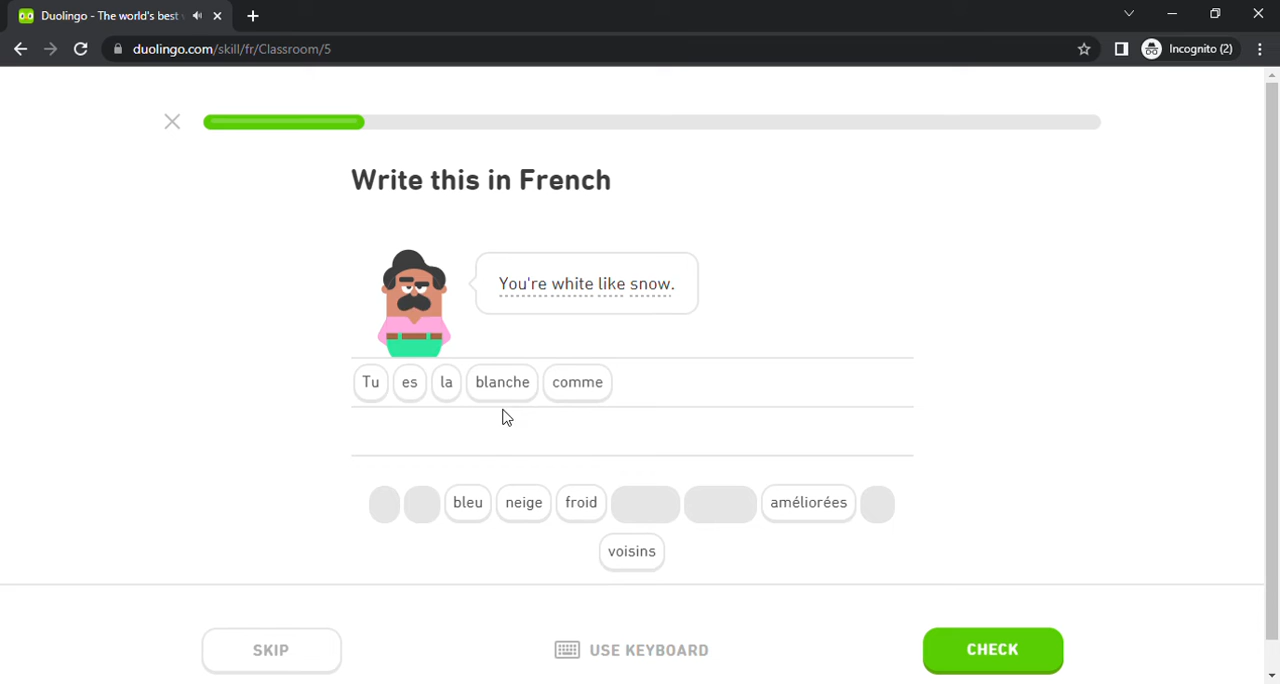 Duolingo - The world's best
duolingo.com/skill/fr/Classroom/5
Incognito (2)
Write this in French
You're white like snow.
Tu es la blanche comme
bleu neige froid améliorées
voisins
SKIP USE KEYBOARD CHECK